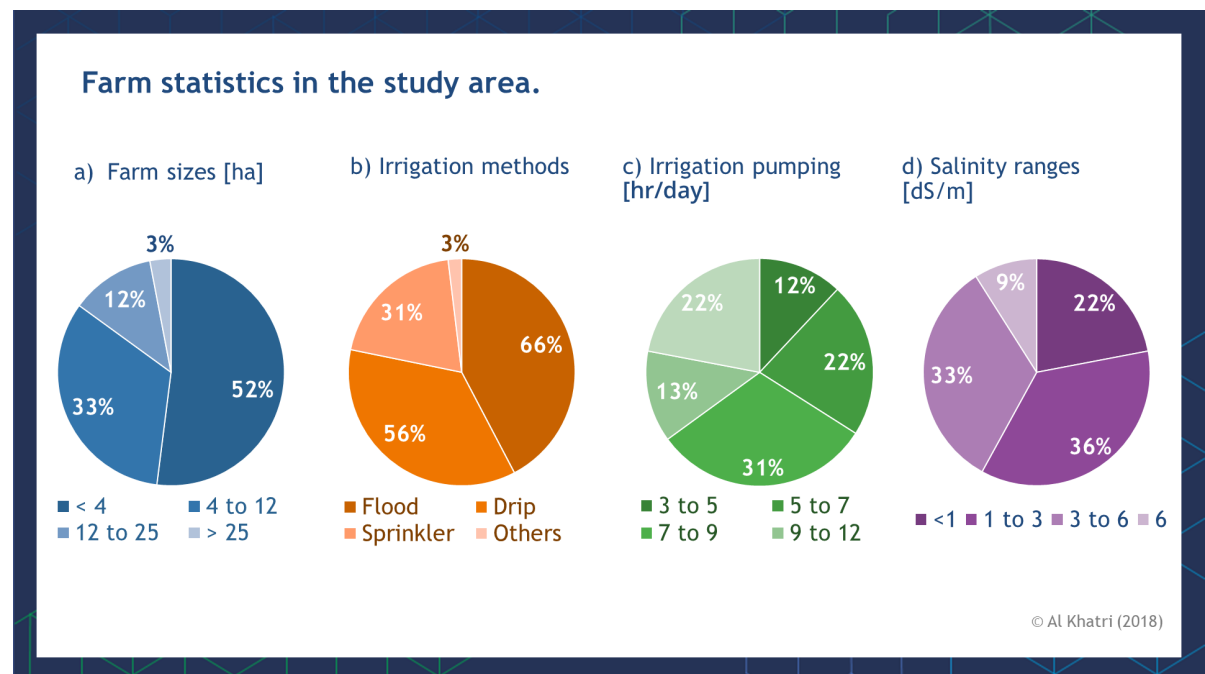 Farm statistics in the study area.
a) Farm sizes [ha]
3%
12%
33%
52%
< 4
4 to 12
12 to 25
> 25
b) Irrigation methods
3%
31%
66%
56%
Flood
Drip
Sprinkler
Others
c) Irrigation pumping
[hr/day]
12%
22%
22%
13%
31%
3 to 5
5 to 7
7 to 9
9 to 12
d) Salinity ranges
[dS/m]
9%
22%
33%
36%
<1
1 to 3
3 to 6
6
© Al Khatri (2018)